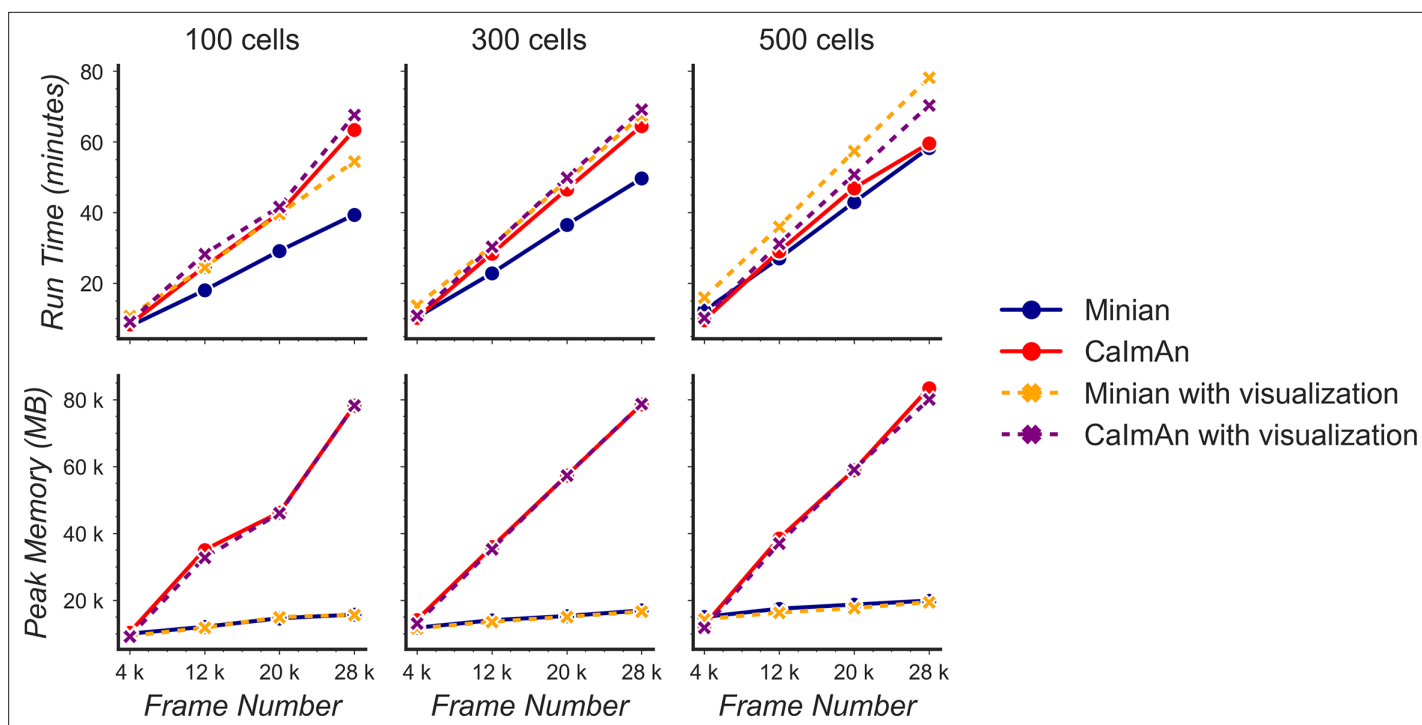 100 cells
300 cells
500 cells
Run Time (minutes)
80
60
40
20
Minian
CaImAn
Minian with visualization
CaImAn with visualization
Peak Memory (MB)
80 k
60 k
40 k
20 k
4 k 12 k 20 k 28 k
4 k 12 k 20 k 28 k
4 k 12 k 20 k 28 k
Frame Number
Frame Number
Frame Number